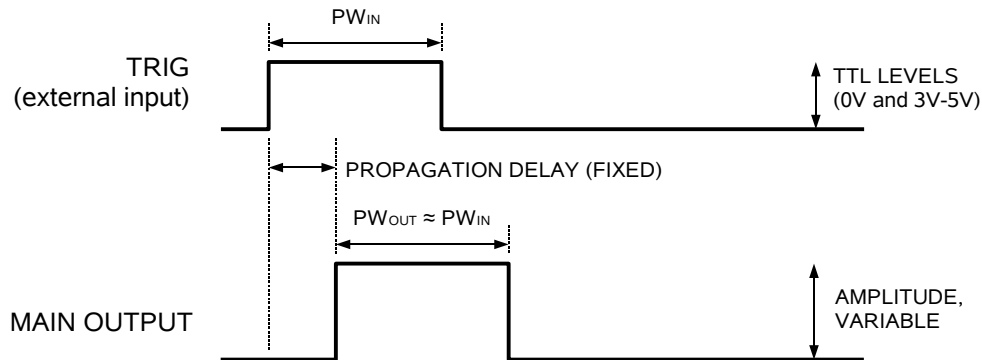 PWIN
TRIG
(external input)
TTL LEVELS
(0V and 3V-5V)
PROPAGATION DELAY (FIXED)
PWOUT ≈ PWIN
MAIN OUTPUT
AMPLITUDE,
VARIABLE